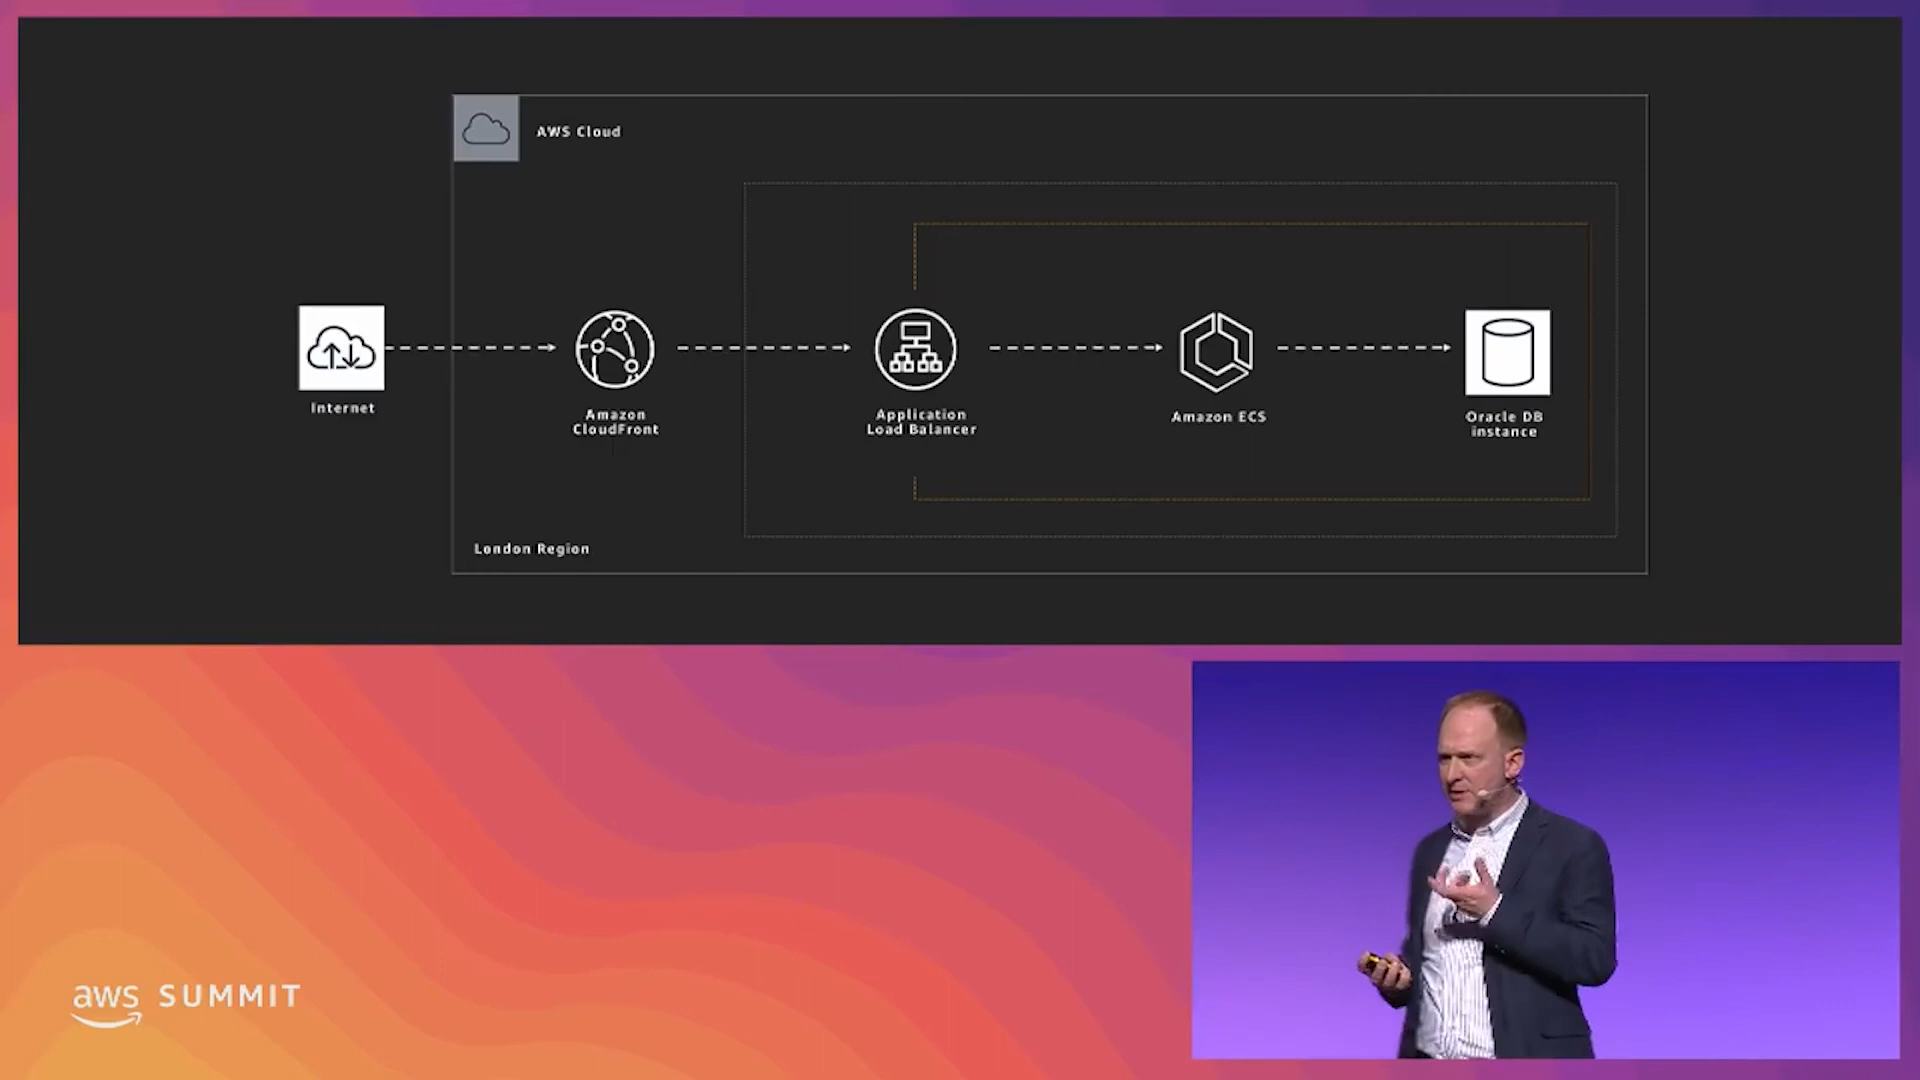 AWS Cloud
Internet
Amazon
CloudFront
Application
Load Balancer
Amazon ECS
Oracle DB
instance
London Region
aws SUMMIT